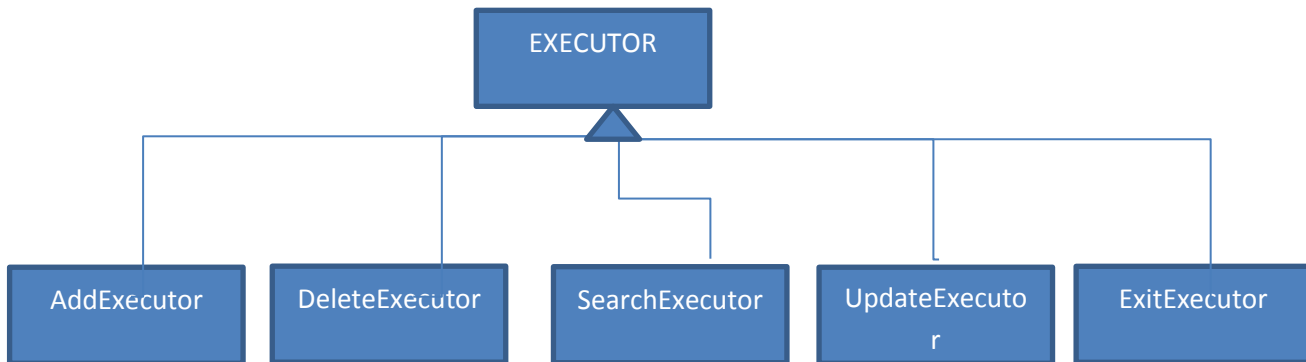 EXECUTOR
AddExecutor
DeleteExecutor
SearchExecutor
UpdateExecuto
r
ExitExecutor